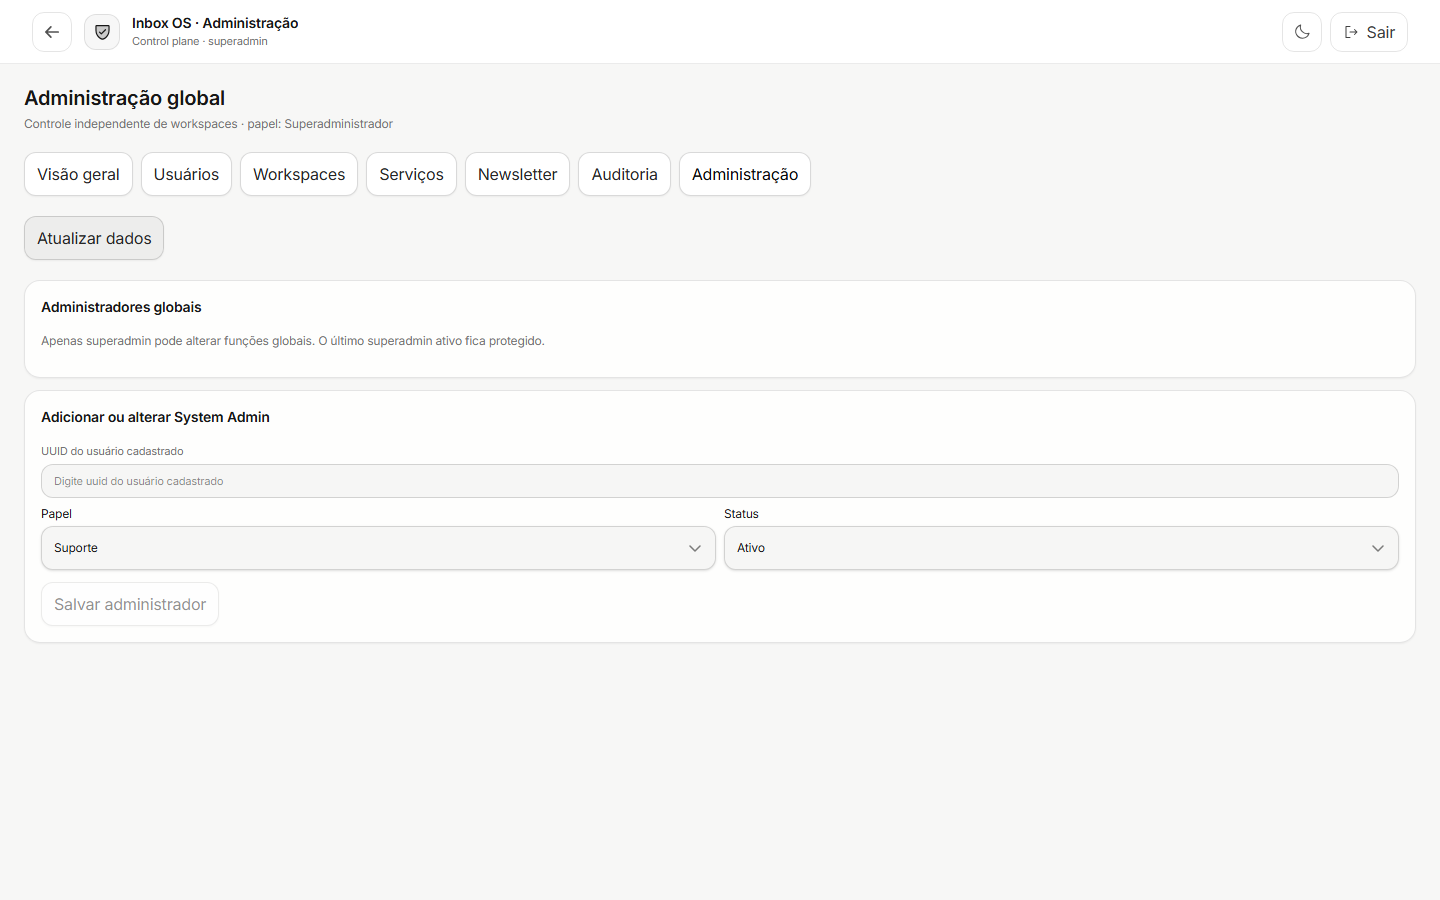 Inbox OS · Administração
Control plane · superadmin
Sair
Administração global
Controle independente de workspaces · papel: Superadministrador
Visão geral
Usuários
Workspaces
Serviços
Newsletter
Auditoria
Administração
Atualizar dados
Administradores globais
Apenas superadmin pode alterar funções globais. O último superadmin ativo fica protegido.
Adicionar ou alterar System Admin
UUID do usuário cadastrado
Digite uuid do usuário cadastrado
Papel
Status
Suporte
Ativo
Salvar administrador